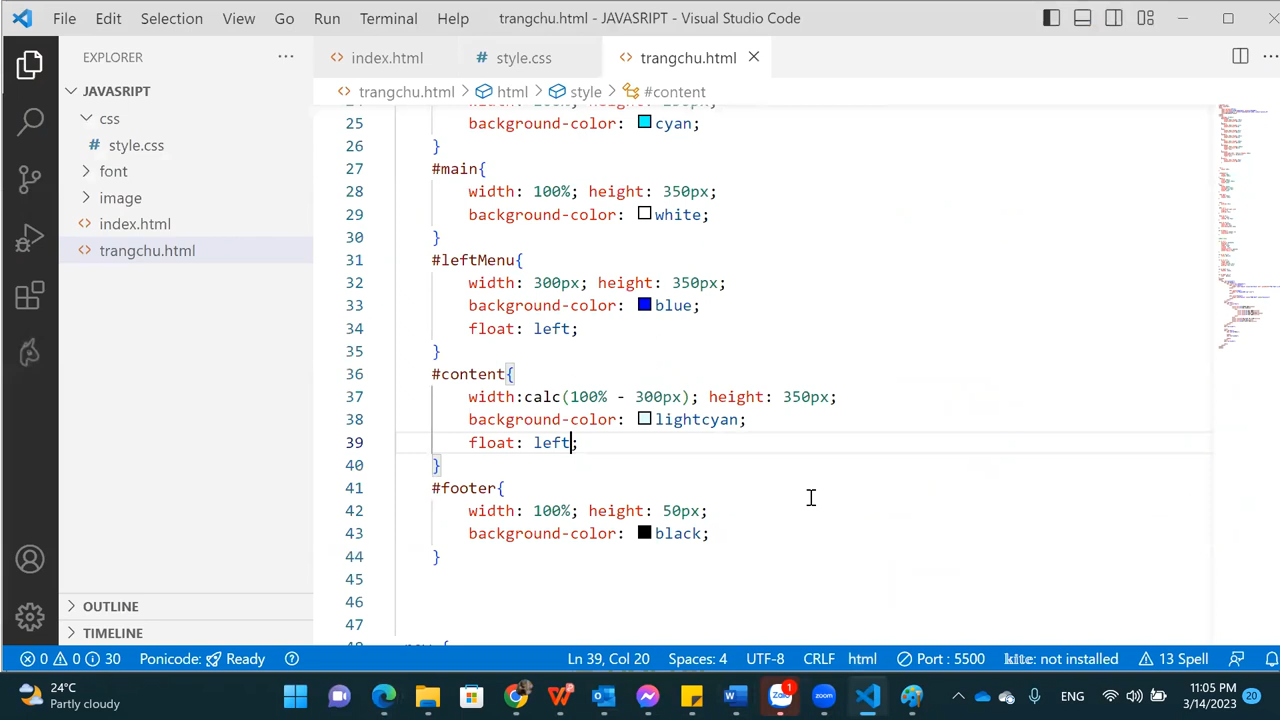 File Edit Selection View Go Run Terminal Help trangchu.html - JAVASRIPT - Visual Studio Code
EXPLORER ···
index.html # style.css trangchu.html
trangchu.html > html > style > #content
JAVASRIPT
css
# style.css
font
image
index.html
trangchu.html
25 background-color: cyan;
26 }
27 #main{
28 width: 100%; height: 350px;
29 background-color: white;
30 }
31 #leftMenu{
32 width: 300px; height: 350px;
33 background-color: blue;
34 float: left;
35 }
36 #content{
37 width:calc(100% - 300px); height: 350px;
38 background-color: lightcyan;
39 float: left;
40 }
41 #footer{
42 width: 100%; height: 50px;
43 background-color: black;
44 }
45
46
47
OUTLINE
TIMELINE
0 0 30 Ponicode: Ready Ln 39, Col 20 Spaces: 4 UTF-8 CRLF html Port : 5500 kite: not installed 13 Spell
24°C
Partly cloudy
Zalo 1 zoom
ENG
11:05 PM
3/14/2023
20